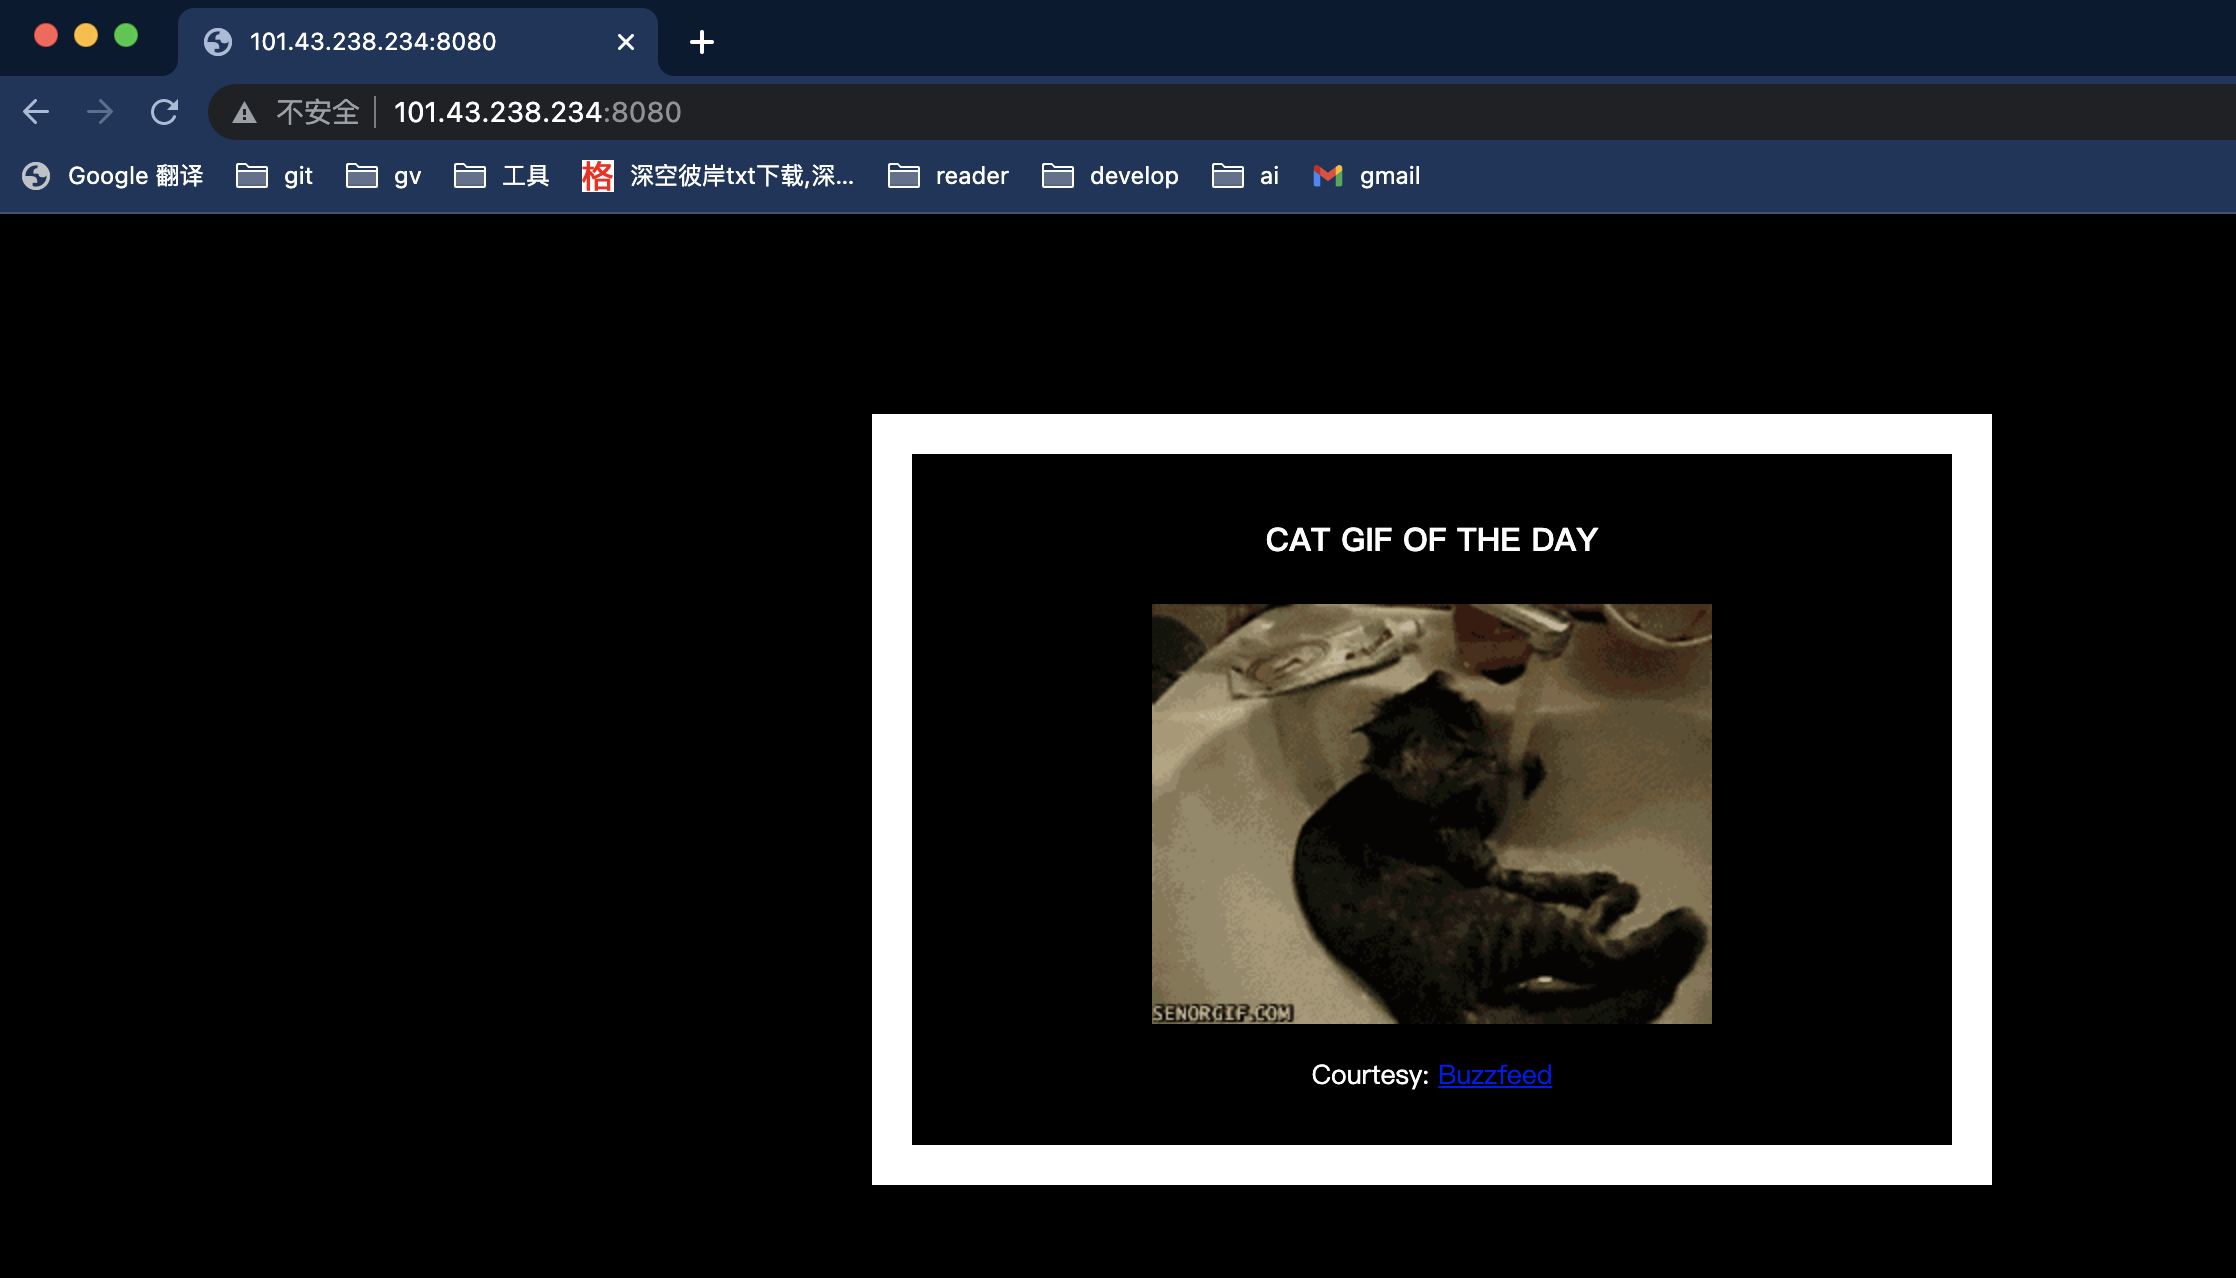 101.43.238.234:8080
不安全 101.43.238.234:8080
Google 翻译 git gv 工具 格 深空彼岸txt下载,深... reader develop ai gmail
CAT GIF OF THE DAY
SENORGIF.COM
Courtesy: Buzzfeed